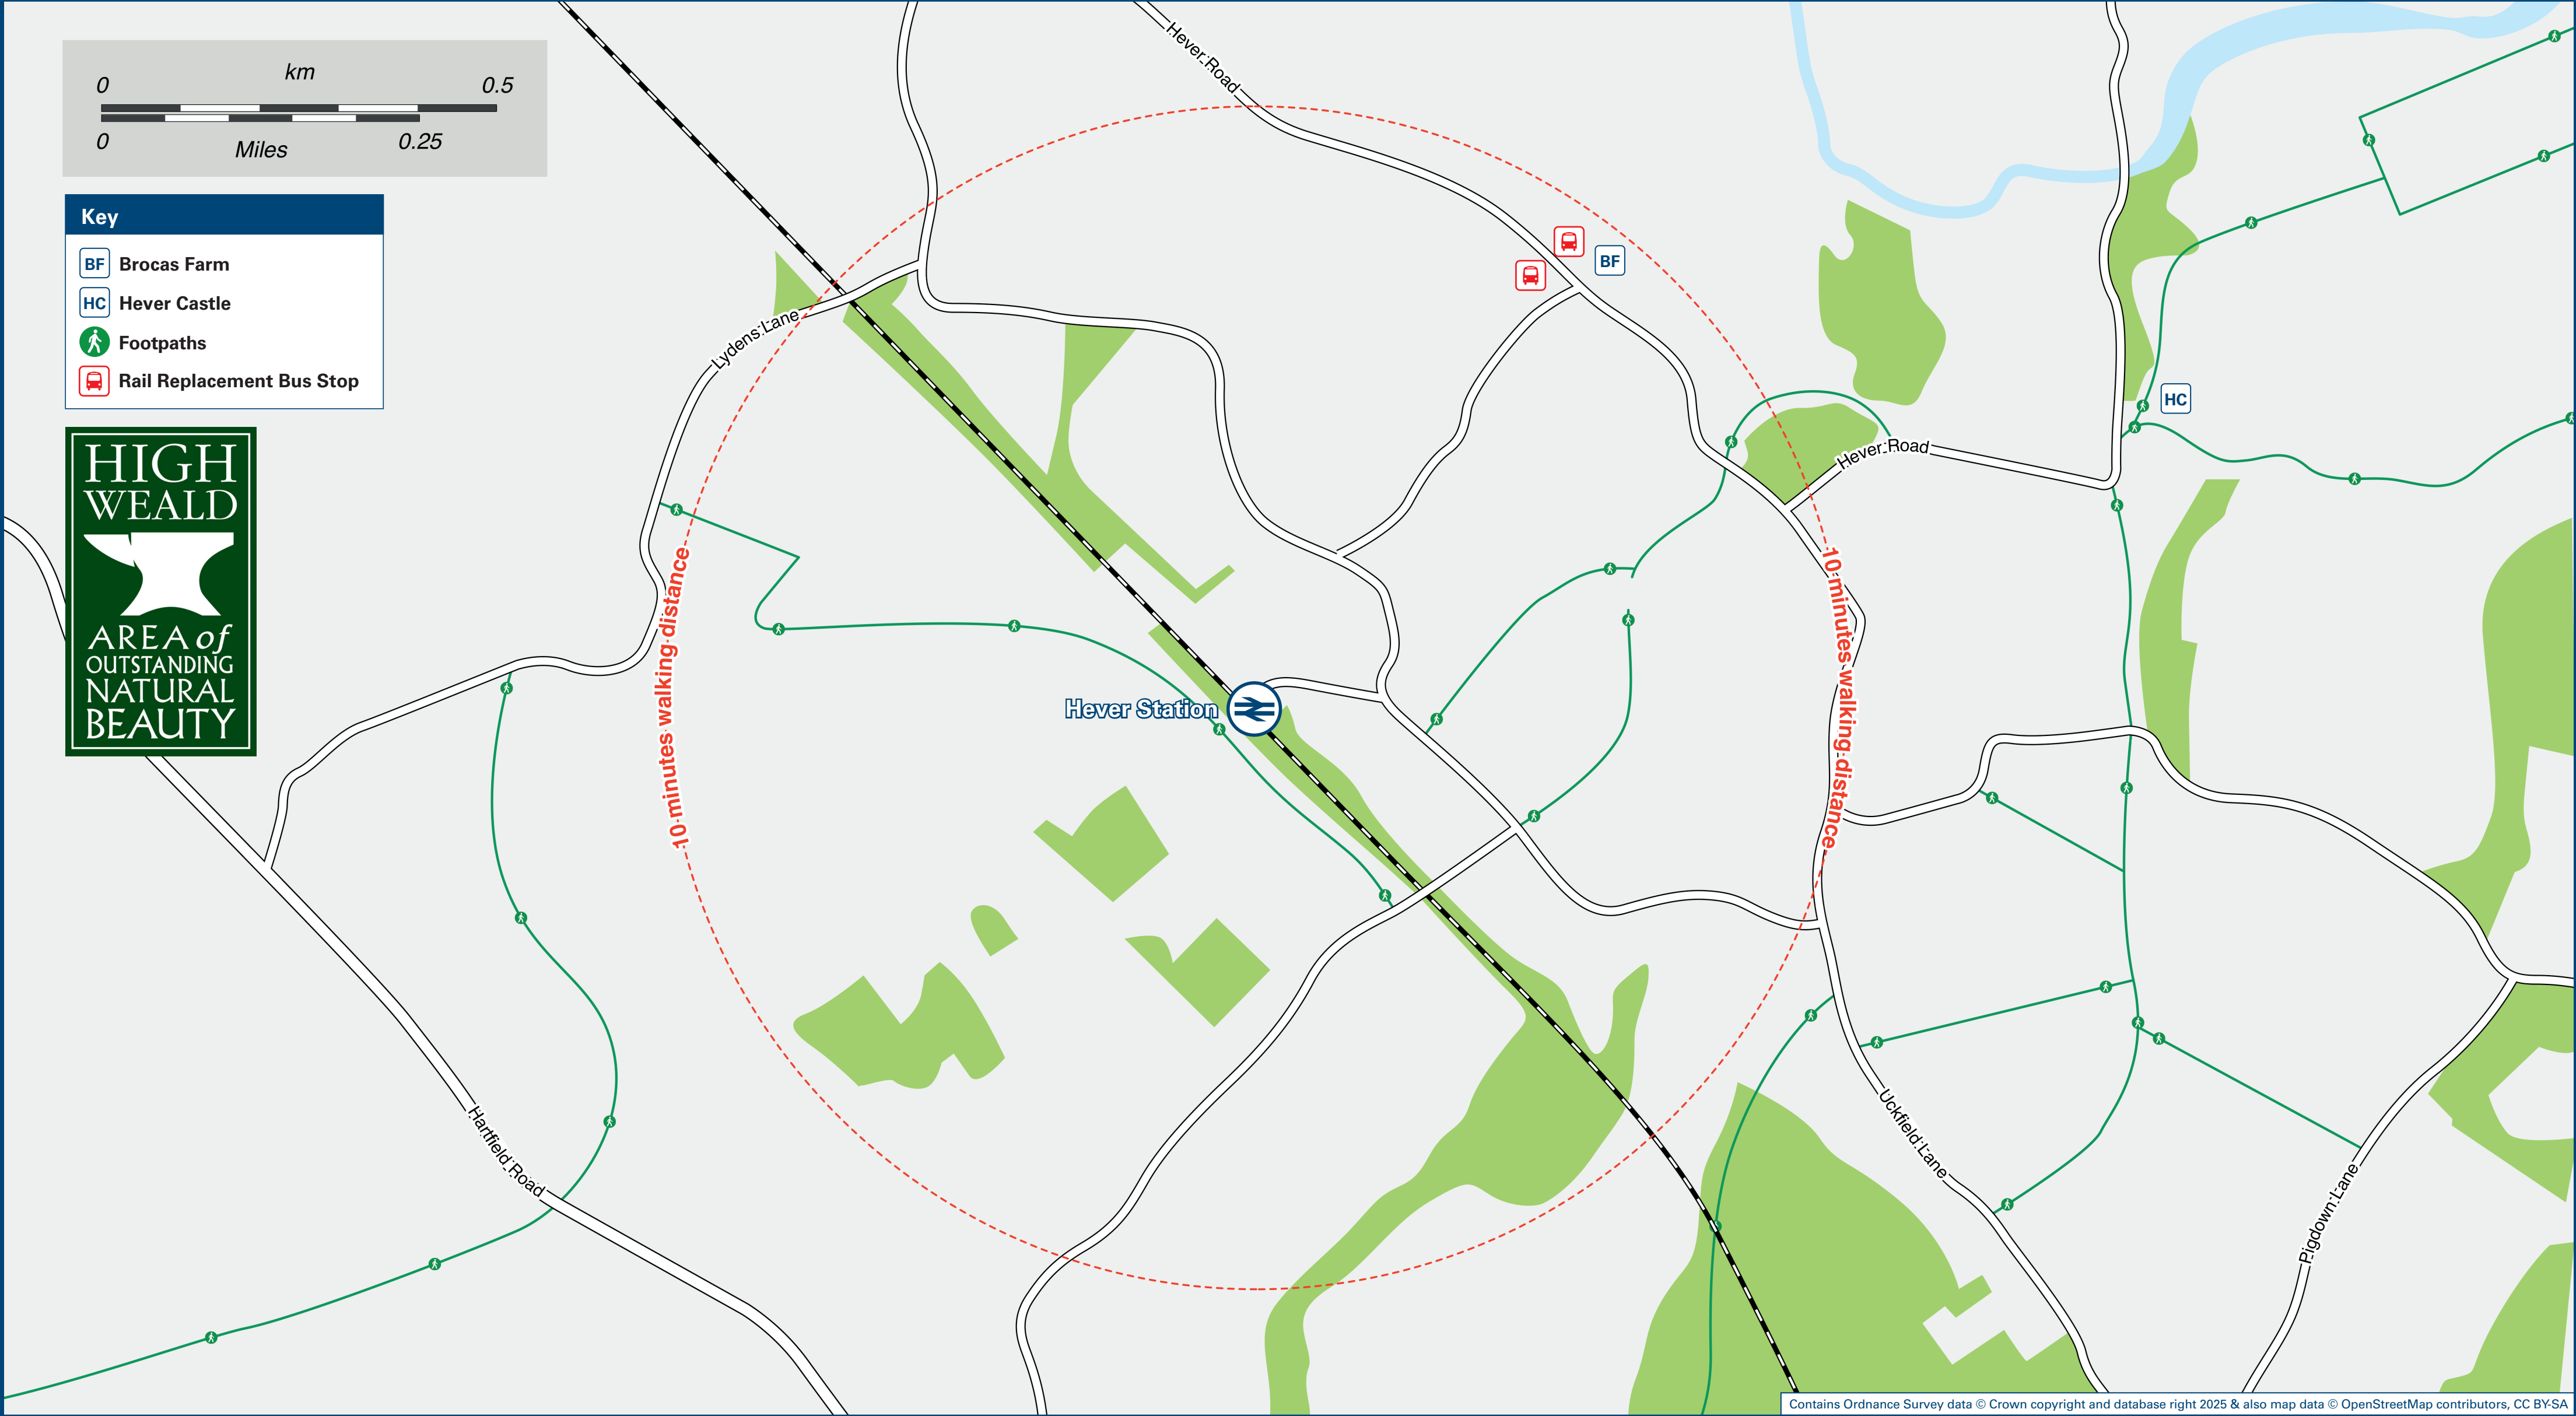 Hever Road
km
0 0.5
0 0.25
Miles
Key
BF Brocas Farm
HC Hever Castle
Footpaths
Rail Replacement Bus Stop
HIGH
WEALD
AREA of
OUTSTANDING
NATURAL
BEAUTY
BF
Lydens Lane
HC
Hever Road
10 minutes walking distance
10 minutes walking distance
Hever Station
Hartfield Road
Uckfield Lane
Pigdown Lane
Contains Ordnance Survey data © Crown copyright and database right 2025 & also map data © OpenStreetMap contributors, CC BY-SA